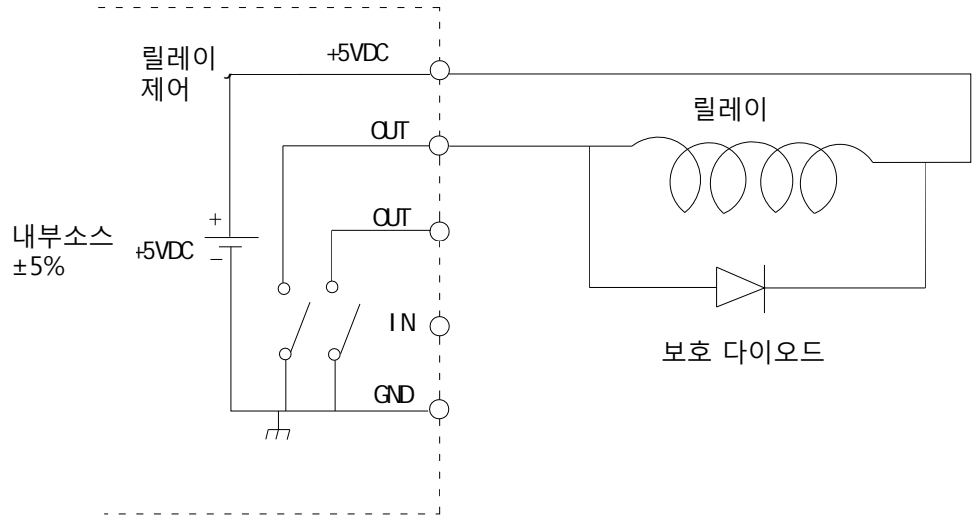 릴레이
제어
+5VDC
릴레이
OUT
OUT
+
내부소스
±5%
+5VDC
−
IN
보호 다이오드
GND